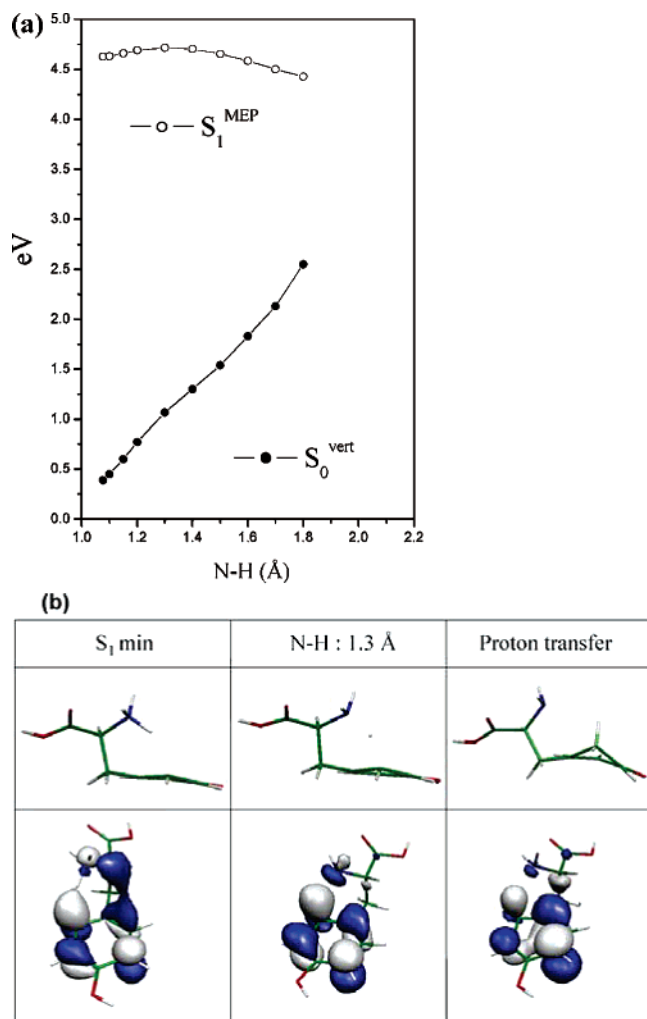 (a)
5.0
4.5
4.0
3.5
3.0
2.5
2.0
1.5
1.0
0.5
0.0
eV
S₁ᴹᴱᴾ
S₀ᵛᵉʳᵗ
1.0 1.2 1.4 1.6 1.8 2.0 2.2
N-H (Å)
(b)
S₁ min N-H : 1.3 Å Proton transfer